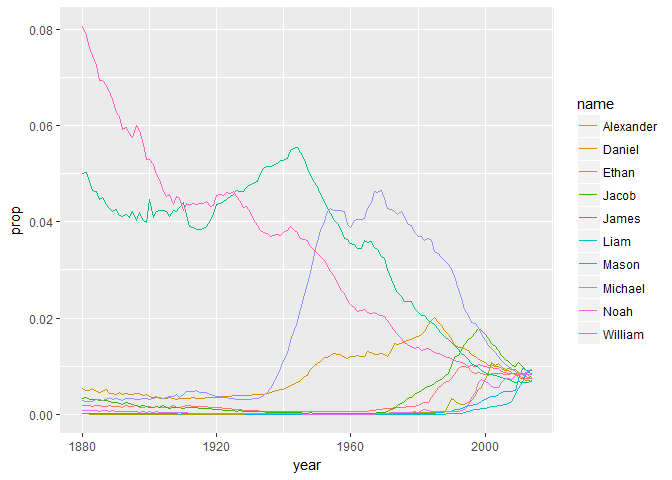 0.08
0.06
0.04
0.02
0.00
prop
1880
1920
1960
2000
year
name
Alexander
Daniel
Ethan
Jacob
James
Liam
Mason
Michael
Noah
William